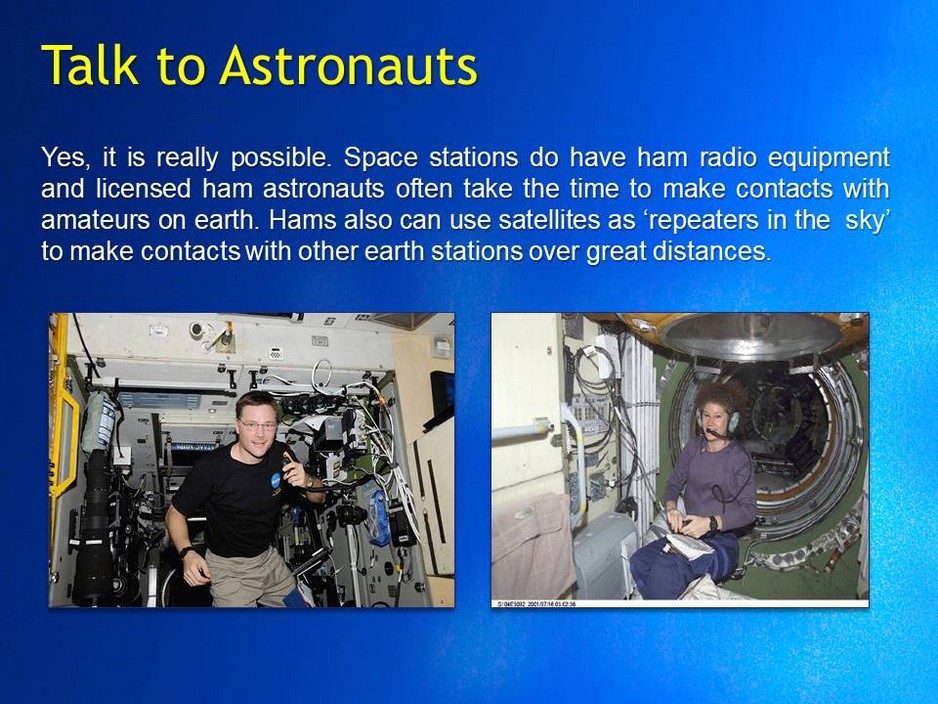 Talk to Astronauts
Yes, it is really possible. Space stations do have ham radio equipment
and licensed ham astronauts often take the time to make contacts with
amateurs on earth. Hams also can use satellites as ‘repeaters in the sky’
to make contacts with other earth stations over great distances.
S104E5092 2001/07/16 05:02:36